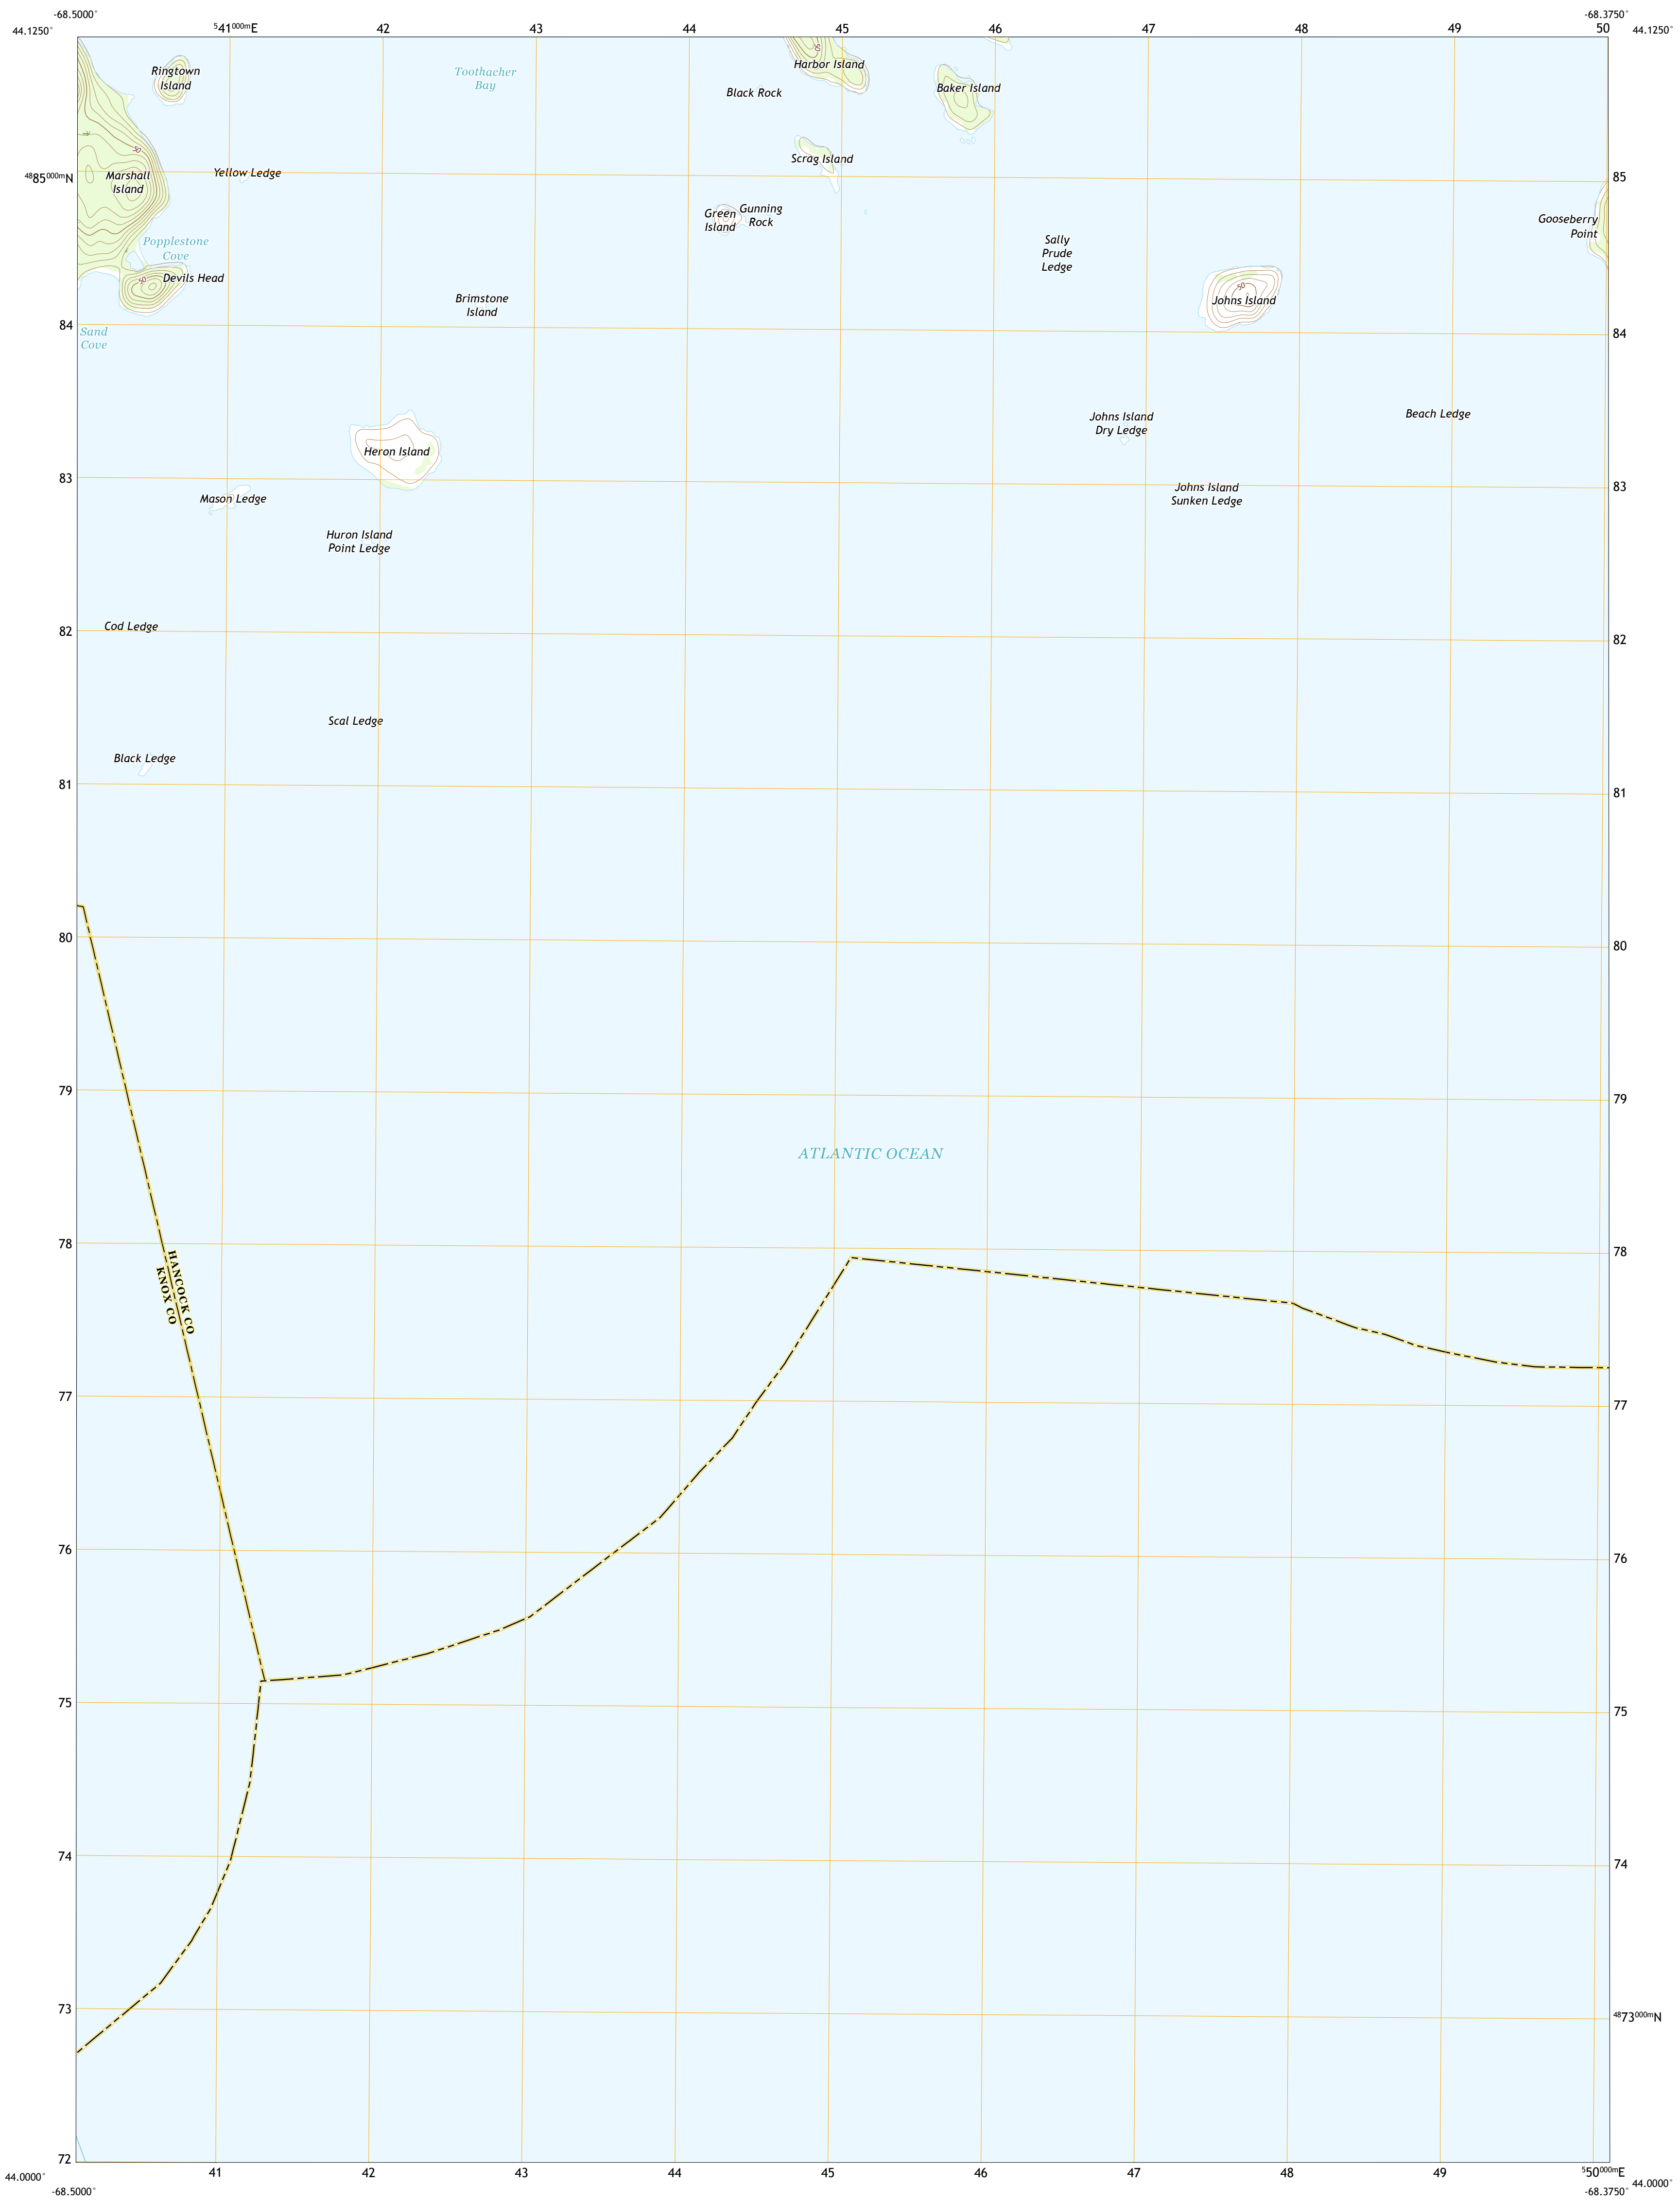 -68.5000°
-68.3750°
44.1250°
⁵41⁰⁰⁰ᵐE
42
43
44
45
46
47
48
49
50
44.1250°
Ringtown
Island
Toothacher
Bay
Harbor Island
50
Baker Island
Black Rock
50
Scrag Island
Yellow Ledge
⁴⁸85⁰⁰⁰ᵐN
Marshall
Island
85
Green
Island
Gunning
Rock
Gooseberry
Point
Popplestone
Cove
Sally
Prude
Ledge
Devils Head
50
50
Johns Island
Brimstone
Island
84
Sand
Cove
84
Johns Island
Dry Ledge
Beach Ledge
Heron Island
83
83
Mason Ledge
Johns Island
Sunken Ledge
Huron Island
Point Ledge
Cod Ledge
82
82
Scal Ledge
Black Ledge
81
81
80
80
79
79
ATLANTIC OCEAN
78
78
HANCOCK CO
KNOX CO
77
77
76
76
75
75
74
74
73
⁴⁸73⁰⁰⁰ᵐN
72
41
42
43
44
45
46
47
48
49
⁵50⁰⁰⁰ᵐE
44.0000°
44.0000°
-68.5000°
-68.3750°